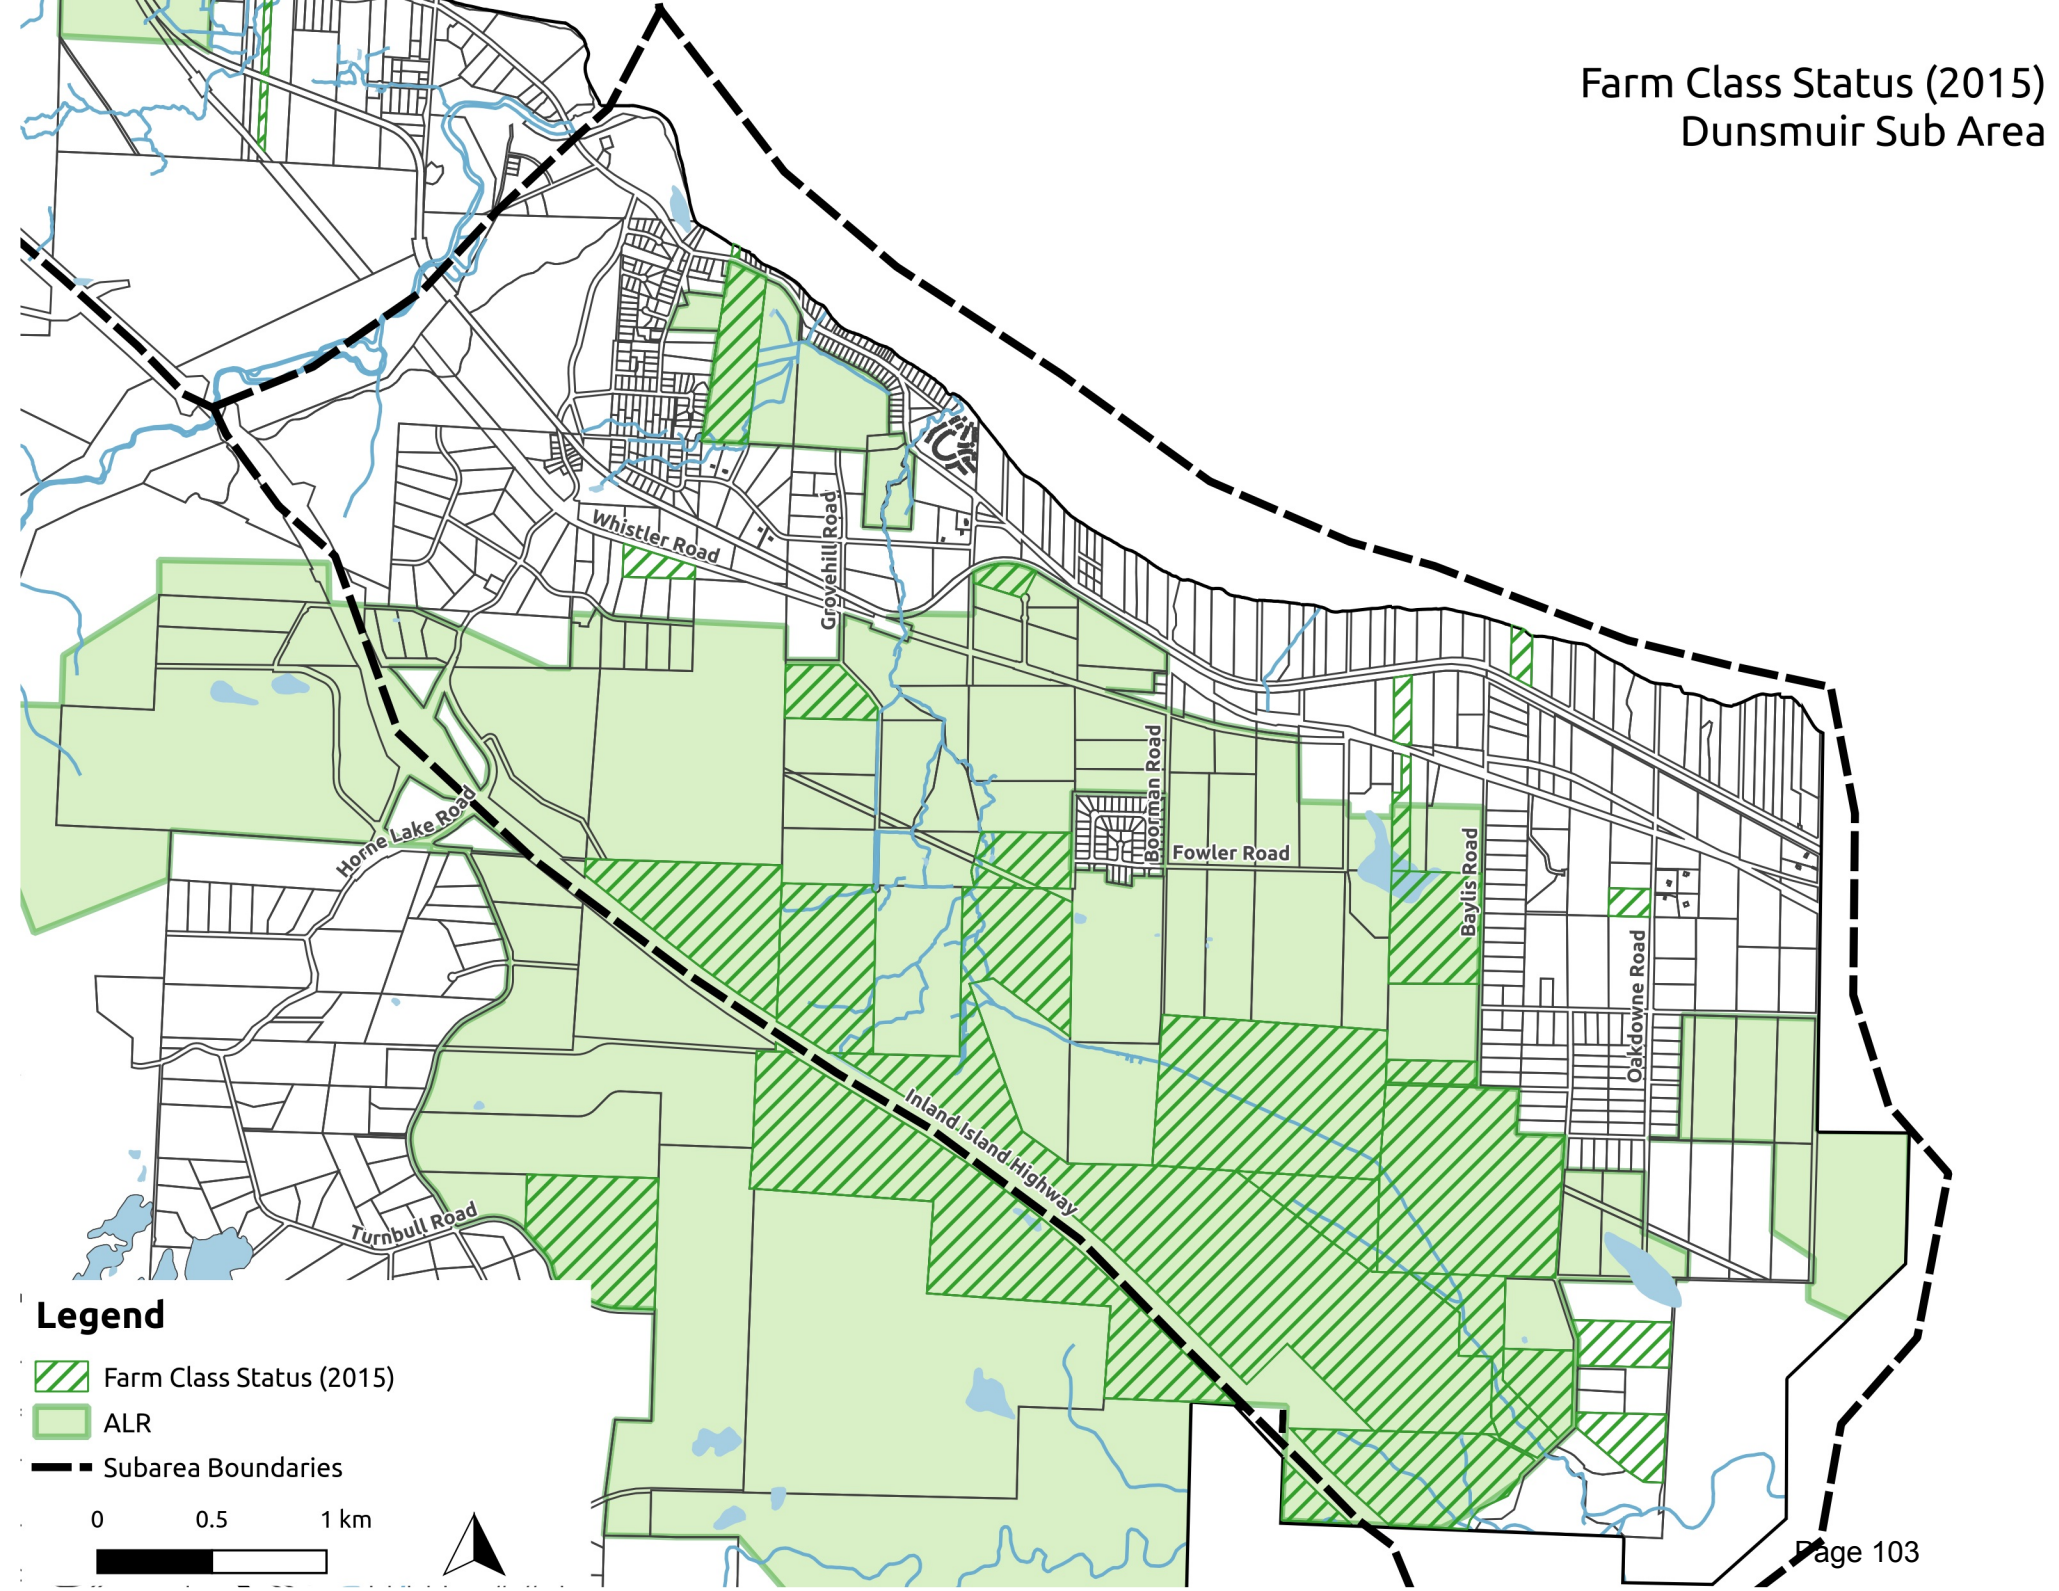 Farm Class Status (2015)
Dunsmuir Sub Area
Whistler Road
Grovehill Road
Horne Lake Road
Boorman Road
Fowler Road
Baylis Road
Oakdowne Road
Inland Island Highway
Turnbull Road
Legend
Farm Class Status (2015)
ALR
Subarea Boundaries
0 0.5 1 km
Page 103